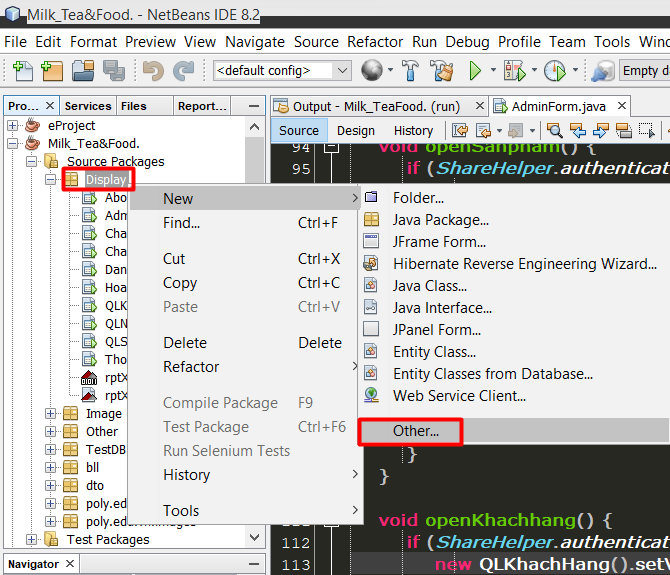 Milk_Tea&Food. - NetBeans IDE 8.2
File Edit Format Preview View Navigate Source Refactor Run Debug Profile Team Tools Win
<default config>
Empty d
Pro... Services Files Report...
Output - Milk_TeaFood. (run) AdminForm.java
Source Design History
eProject
Milk_Tea&Food.
Source Packages
Display
Abo
Adm
Cha
Cha
Dan
Hoa
QLK
QLN
QLS
Tho
rptX
rptX
Image
Other
TestDB
bll
dto
poly.ed
Test Packages
Navigator
New
Find... Ctrl+F
Cut Ctrl+X
Copy Ctrl+C
Paste Ctrl+V
Delete Delete
Refactor
Compile Package F9
Test Package Ctrl+F6
Run Selenium Tests
History
Tools
Folder...
Java Package...
JFrame Form...
Hibernate Reverse Engineering Wizard...
Java Class...
Java Interface...
JPanel Form...
Entity Class...
Entity Classes from Database...
Web Service Client...
Other...
94 void openSanpham() {
95 if (ShareHelper.authenticat
}
}
void openKhachhang() {
112 if (ShareHelper.authenticat
113 new QLKhachHang().setV